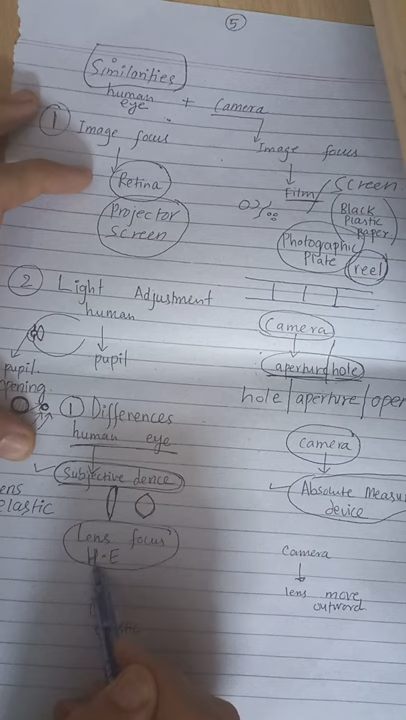 5
Similarities
human eye + Camera
1 Image focus
Image focus
Retina
Projector Screen
Film / Screen
Black Plastic Paper
Photographic Plate
reel
2 Light Adjustment
human
pupil
pupil opening
Camera
aperture hole
hole / aperture / open
1 Differences
human eye
Subjective device
Camera
Absolute Measu
device
elastic
Lens focus
H.E
Camera
lens move
outword